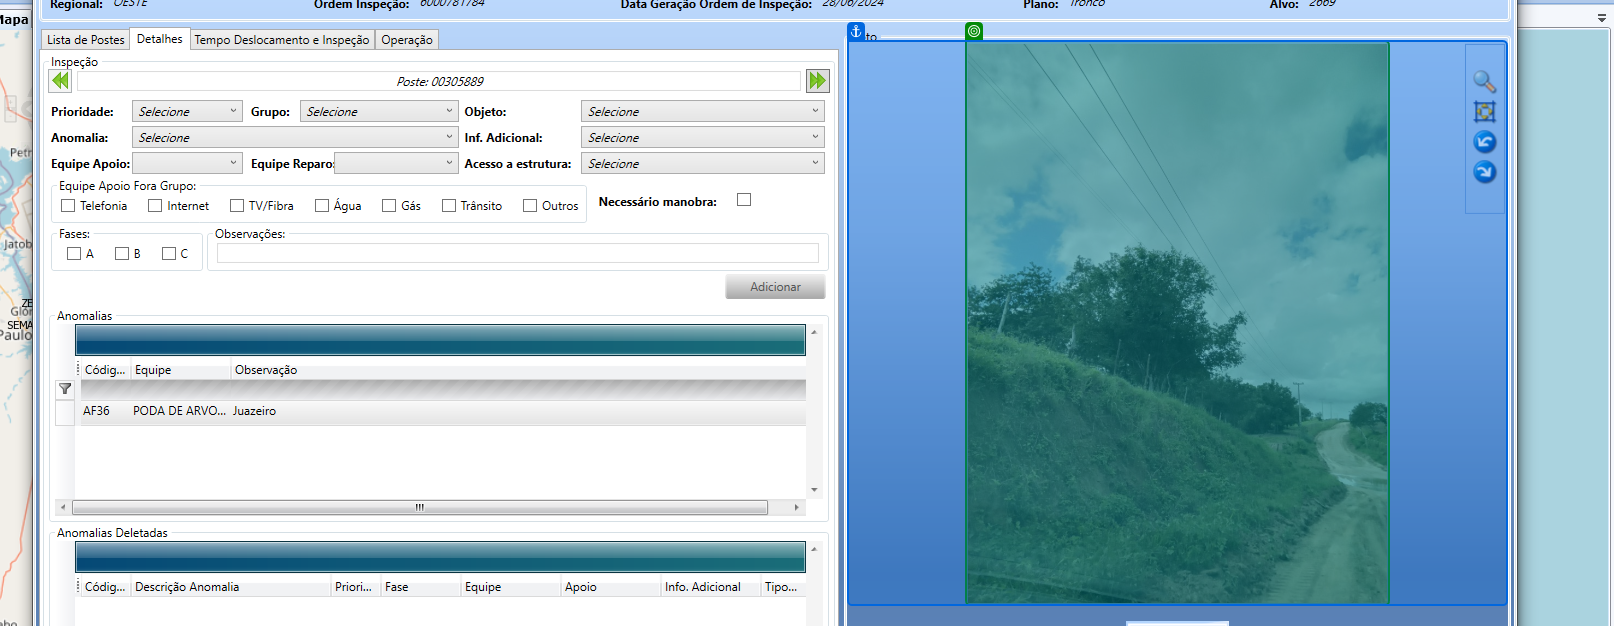 Regional: OESTE Ordem Inspeção: 6000781784 Data Geração Ordem de Inspeção: 28/06/2024 Plano: Tronco Alvo: 2669
Mapa
Lista de Postes Detalhes Tempo Deslocamento e Inspeção Operação
to
Inspeção
Poste: 00305889
Prioridade: Selecione Grupo: Selecione Objeto: Selecione
Anomalia: Selecione Inf. Adicional: Selecione
Equipe Apoio: Equipe Reparo: Acesso a estrutura: Selecione
Equipe Apoio Fora Grupo:
Telefonia Internet TV/Fibra Água Gás Trânsito Outros
Necessário manobra:
Fases:
A B C
Observações:
Adicionar
Anomalias
Códig... Equipe Observação
AF36 PODA DE ARVO... Juazeiro
Anomalias Deletadas
Códig... Descrição Anomalia Priori... Fase Equipe Apoio Info. Adicional Tipo...
Petr
Jatob
ZE
Glór
SEMA
Paulo
abo